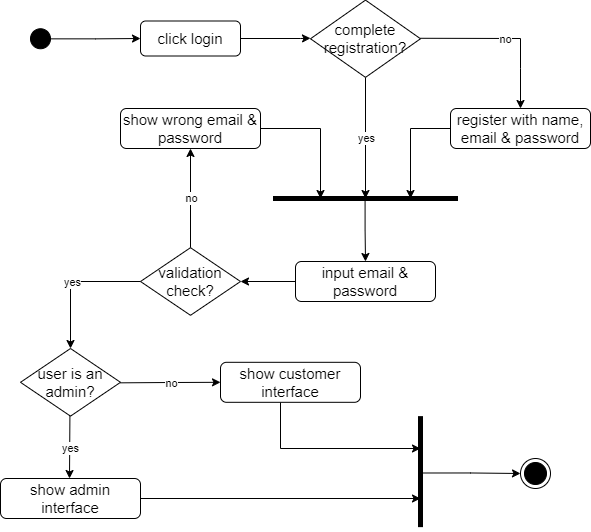 click login
complete
registration?
no
show wrong email &
password
register with name,
email & password
yes
no
validation
check?
input email &
password
yes
user is an
admin?
no
show customer
interface
yes
show admin
interface